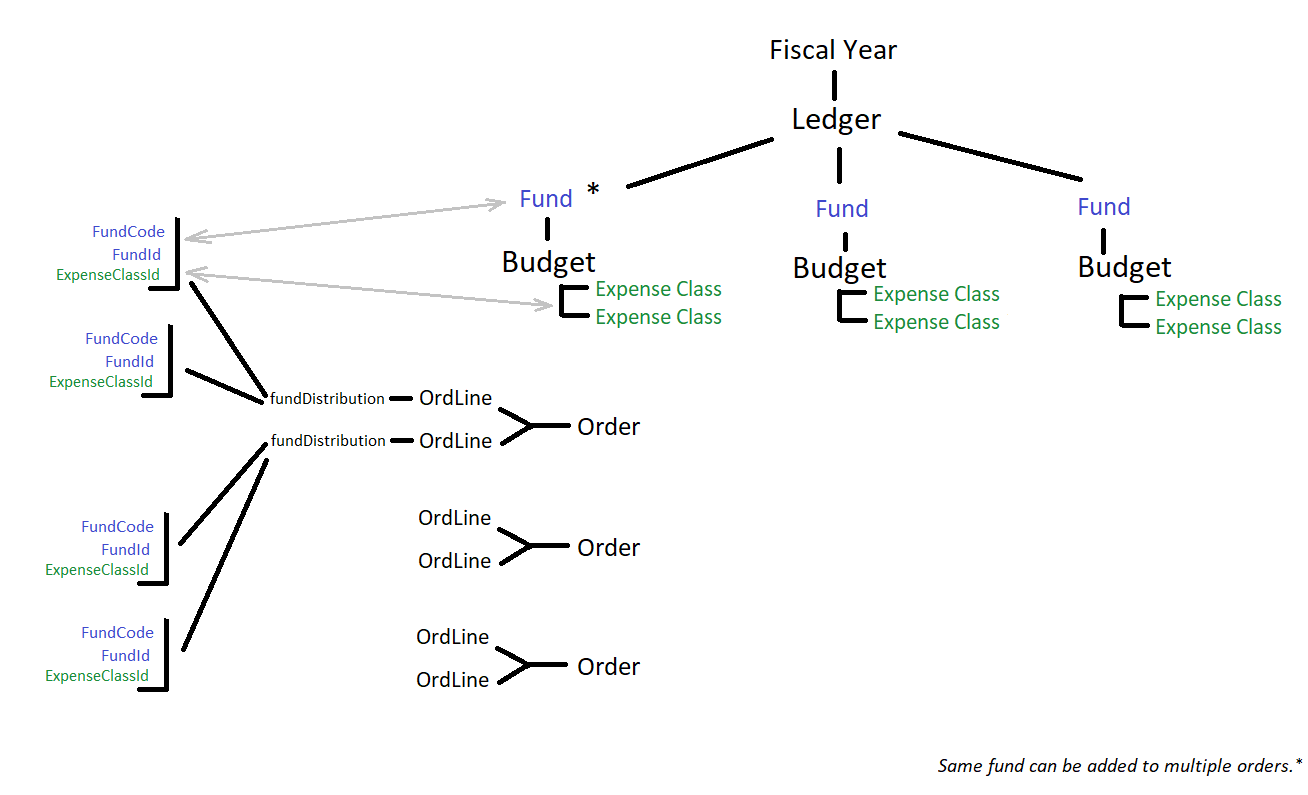 Fiscal Year
Ledger
Fund *
Fund
Fund
Budget
Budget
Budget
Expense Class
Expense Class
Expense Class
Expense Class
Expense Class
Expense Class
FundCode
FundId
ExpenseClassId
FundCode
FundId
ExpenseClassId
fundDistribution
OrdLine
fundDistribution
OrdLine
Order
FundCode
FundId
ExpenseClassId
OrdLine
OrdLine
Order
FundCode
FundId
ExpenseClassId
OrdLine
OrdLine
Order
Same fund can be added to multiple orders.*